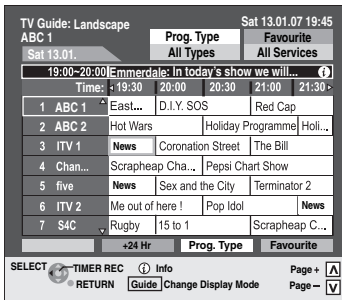 TV Guide: Landscape Sat 13.01.07 19:45
ABC 1 Prog. Type Favourite
Sat 13.01. All Types All Services
19:00~20:00 Emmerdale: In today's show we will... i
Time: 19:30 20:00 20:30 21:00 21:30
1 ABC 1 East... D.I.Y. SOS Red Cap
2 ABC 2 Hot Wars Holiday Programme Holi...
3 ITV 1 News Coronation Street The Bill
4 Chan... Scrapheap Cha... Pepsi Chart Show
5 five News Sex and the City Terminator 2
6 ITV 2 Me out of here ! Pop Idol News
7 S4C Rugby 15 to 1 Scrapheap C...
+24 Hr Prog. Type Favourite
SELECT TIMER REC i Info Page +
RETURN Guide Change Display Mode Page –